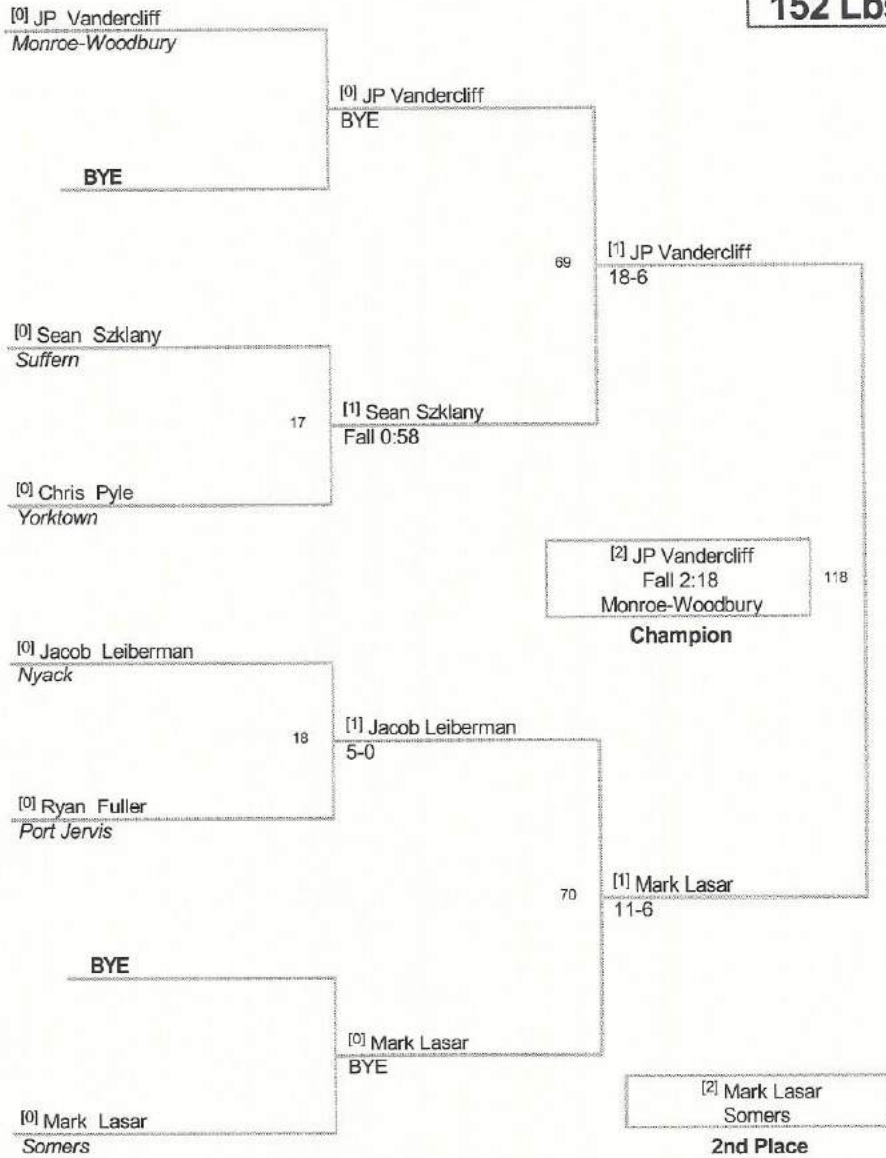 152 Lbs
[0] JP Vandercliff
Monroe-Woodbury
[0] JP Vandercliff
BYE
BYE
69
[1] JP Vandercliff
18-6
[0] Sean Szklany
Suffern
17
[1] Sean Szklany
Fall 0:58
[0] Chris Pyle
Yorktown
[2] JP Vandercliff
Fall 2:18
Monroe-Woodbury
118
Champion
[0] Jacob Leiberman
Nyack
18
[1] Jacob Leiberman
5-0
[0] Ryan Fuller
Port Jervis
70
[1] Mark Lasar
11-6
BYE
[0] Mark Lasar
BYE
[0] Mark Lasar
Somers
[2] Mark Lasar
Somers
2nd Place